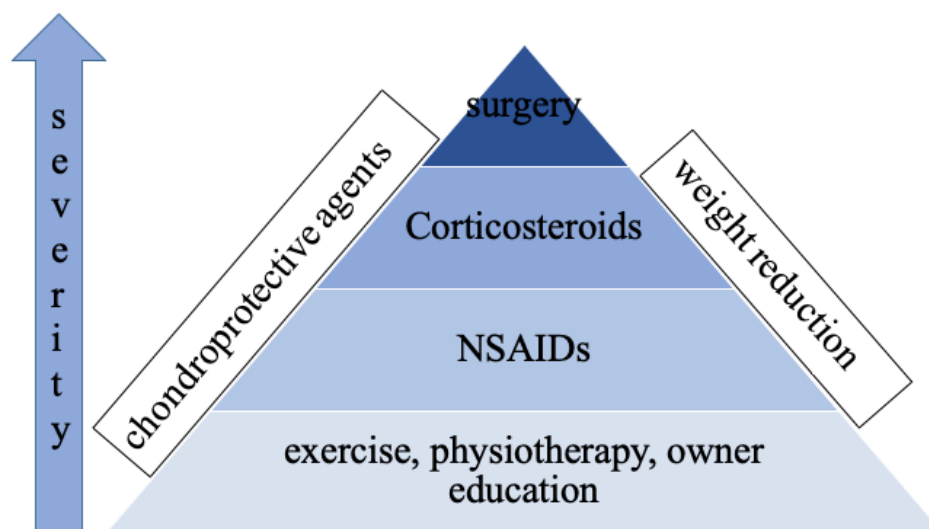 severity
chondroprotective agents
surgery
weight reduction
Corticosteroids
NSAIDs
exercise, physiotherapy, owner
education